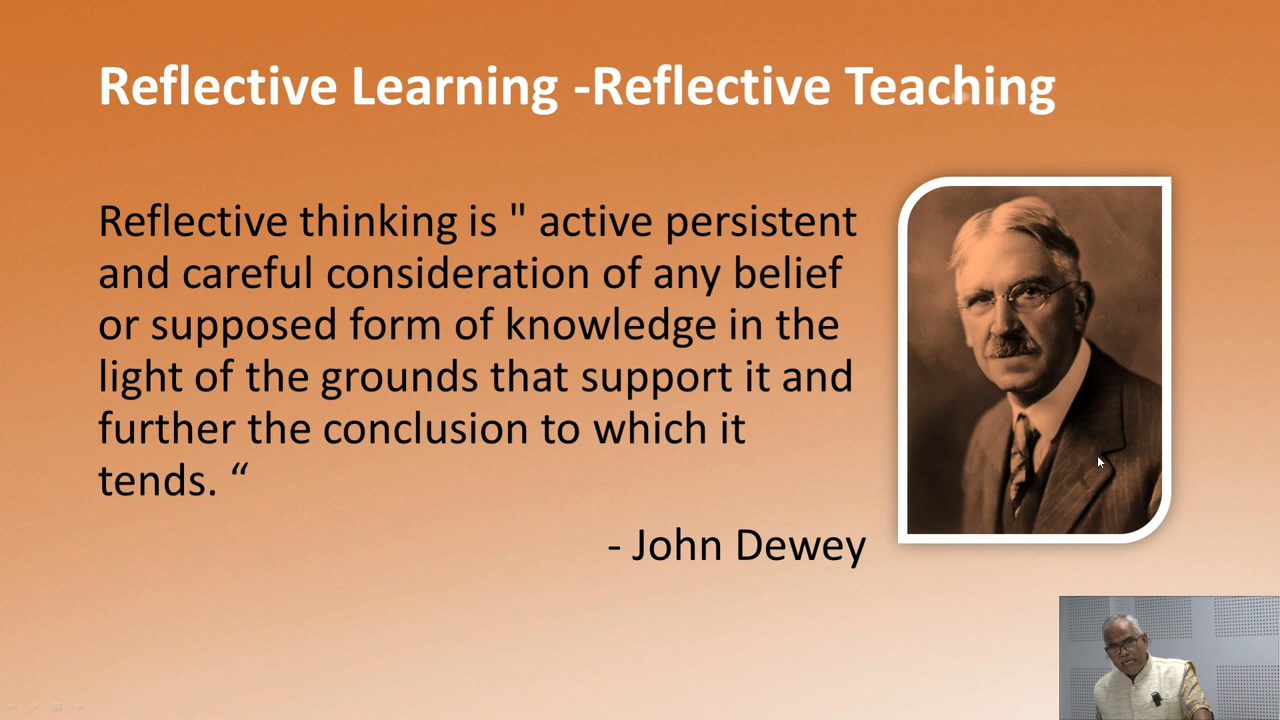 Reflective Learning -Reflective Teaching
Reflective thinking is " active persistent
and careful consideration of any belief
or supposed form of knowledge in the
light of the grounds that support it and
further the conclusion to which it
tends. “
- John Dewey